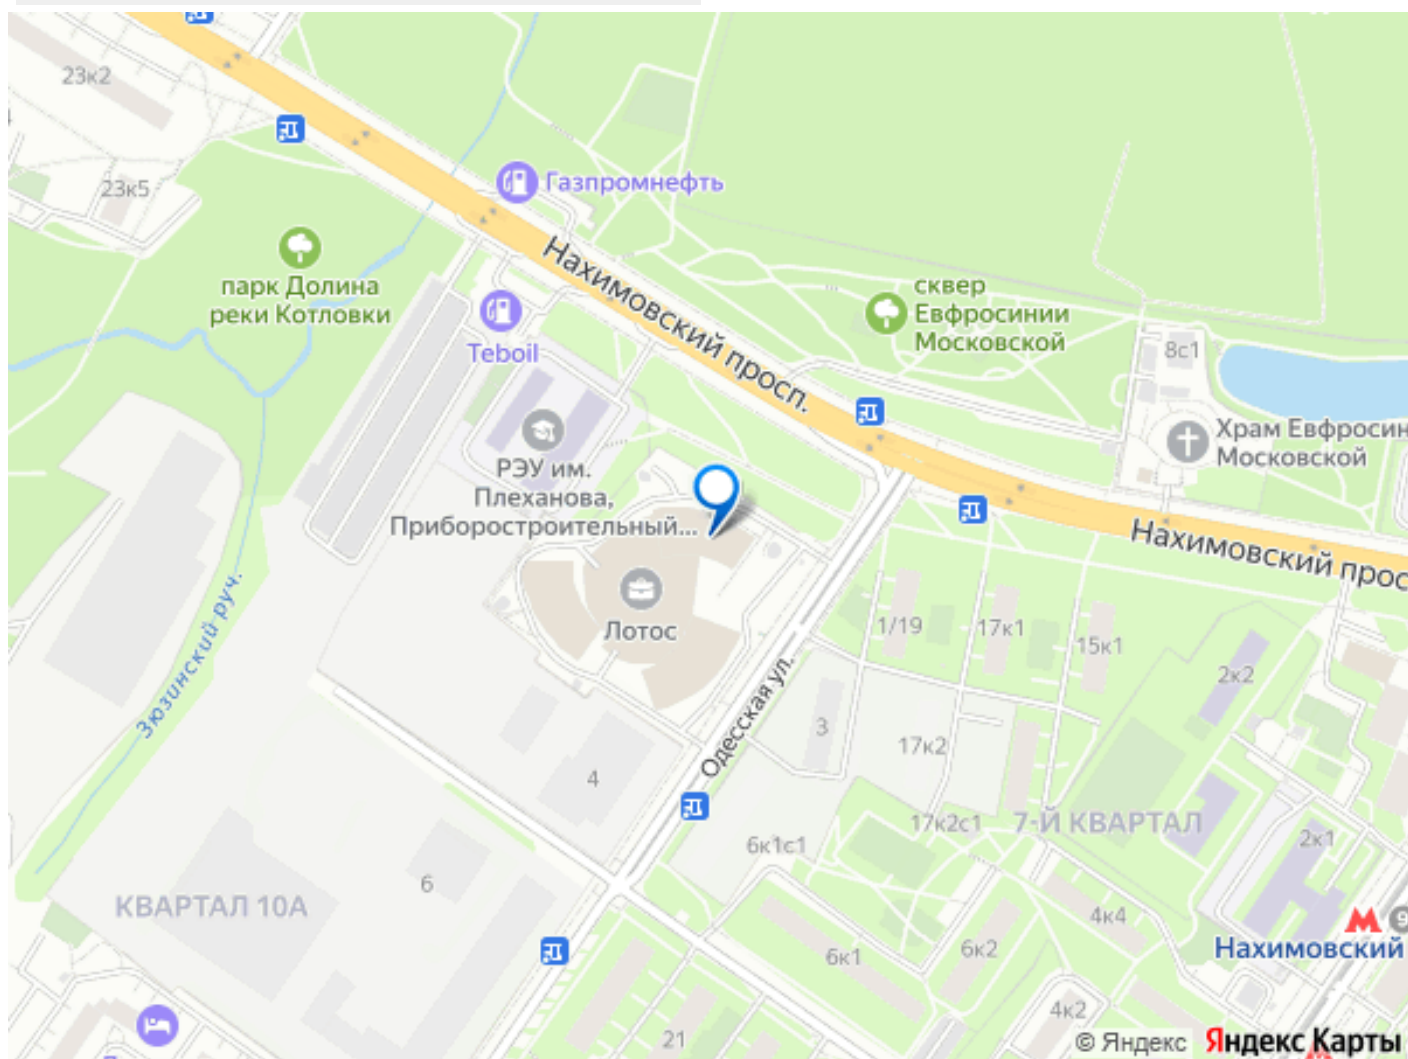 23к2
23к5
Газпромнефть
парк Долина
реки Котловки
Teboil
Нахимовский просп.
сквер
Евфросинии
Московской
8с1
Храм Евфросин
Московской
РЭУ им.
Плеханова,
Приборостроительный...
Нахимовский прос
Лотос
Зюзинский руч.
Одесская ул.
1/19
17к1
15к1
2к2
3
17к2
4
17к2с1
7-Й КВАРТАЛ
6к1с1
2к1
6
КВАРТАЛ 10А
4к4
6к1
6к2
М
9
Нахимовский
4к2
21
© Яндекс
Яндекс Карты